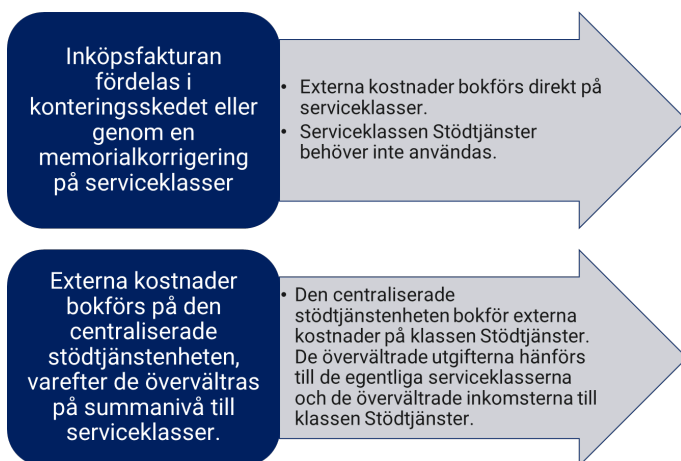 Inköpsfakturan
fördelas i
konteringsskedet eller
genom en
memorialkorrigering
på serviceklasser
• Externa kostnader bokförs direkt på
serviceklasser.
• Serviceklassen Stödtjänster
behöver inte användas.
Externa kostnader
bokförs på den
centraliserade
stödtjänstenheten,
varefter de övervältras
på summanivå till
serviceklasser.
• Den centraliserade
stödtjänstenheten bokför externa
kostnader på klassen Stödtjänster.
De övervältrade utgifterna hänförs
till de egentliga serviceklasserna
och de övervältrade inkomsterna till
klassen Stödtjänster.